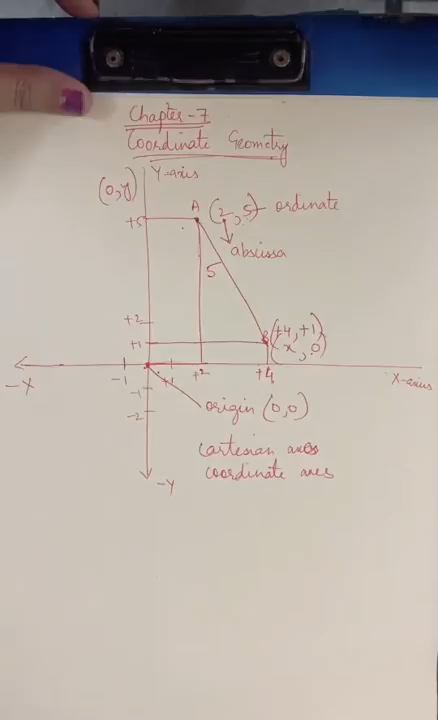 Chapter-7
Coordinate Geometry
Y-axis
(0,y)
+5
A (2,5) ordinate
abscissa
5
+2
+1
B (+4,+1)
(x,0)
-X
-1
+1
+2
+4
X-axis
-1
-2
origin (0,0)
Cartesian axes
coordinate axes
-Y